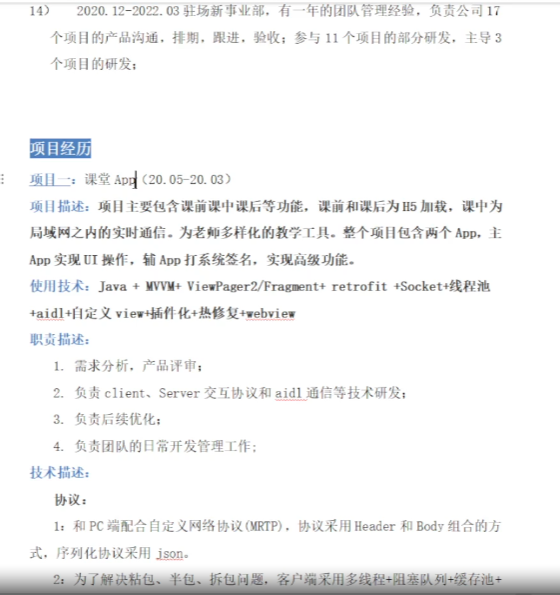 14） 2020.12-2022.03 驻场新事业部，有一年的团队管理经验，负责公司 17
个项目的产品沟通，排期，跟进，验收；参与 11 个项目的部分研发，主导 3
个项目的研发；
项目经历
项目一：课堂 App（20.05-20.03）
项目描述：项目主要包含课前课中课后等功能，课前和课后为 H5 加载，课中为
局域网之内的实时通信。为老师多样化的教学工具。整个项目包含两个 App，主
App 实现 UI 操作，辅 App 打系统签名，实现高级功能。
使用技术：Java + MVVM+ ViewPager2/Fragment+ retrofit +Socket+线程池
+aidl+自定义 view+插件化+热修复+webview
职责描述：
1. 需求分析，产品评审；
2. 负责 client、Server 交互协议和 aidl 通信等技术研发；
3. 负责后续优化；
4. 负责团队的日常开发管理工作；
技术描述：
协议：
1：和 PC 端配合自定义网络协议(MRTP)，协议采用 Header 和 Body 组合的方
式，序列化协议采用 json。
2：为了解决粘包、半包、拆包问题，客户端采用多线程+阻塞队列+缓存池+